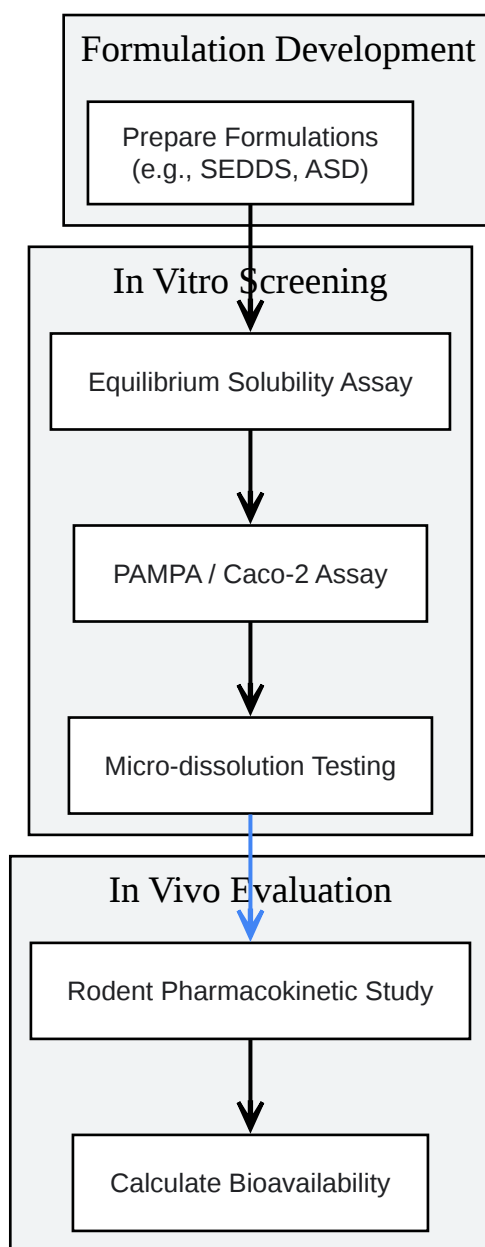 Formulation Development
Prepare Formulations
(e.g., SEDDS, ASD)
In Vitro Screening
Equilibrium Solubility Assay
PAMPA / Caco-2 Assay
Micro-dissolution Testing
In Vivo Evaluation
Rodent Pharmacokinetic Study
Calculate Bioavailability